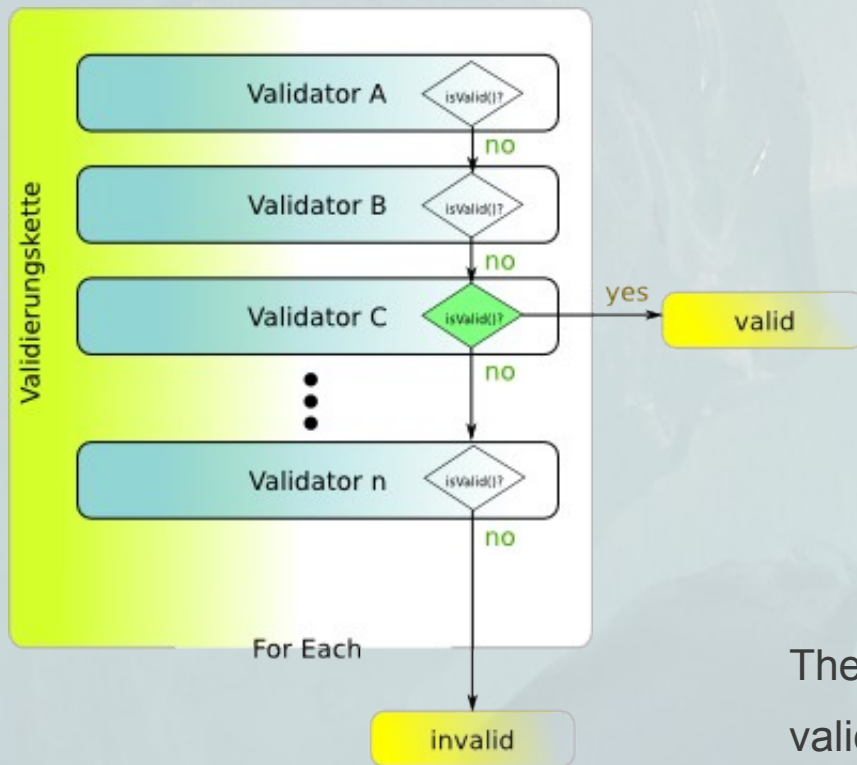 Validierungskette
Validator A
isValid()?
no
Validator B
isValid()?
no
Validator C
isValid()?
yes
valid
no
Validator n
isValid()?
no
For Each
invalid
The